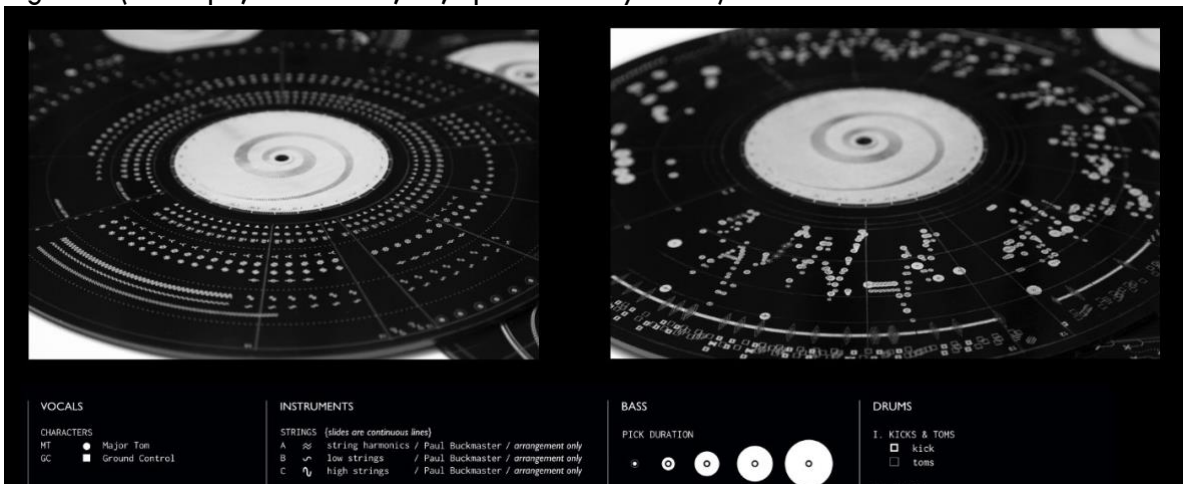 VOCALS
CHARACTERS
MT Major Tom
GC Ground Control
INSTRUMENTS
STRINGS {slides are continuous lines}
A string harmonics / Paul Buckmaster / arrangement only
B low strings / Paul Buckmaster / arrangement only
C high strings / Paul Buckmaster / arrangement only
BASS
PICK DURATION
DRUMS
I. KICKS & TOMS
kick
toms